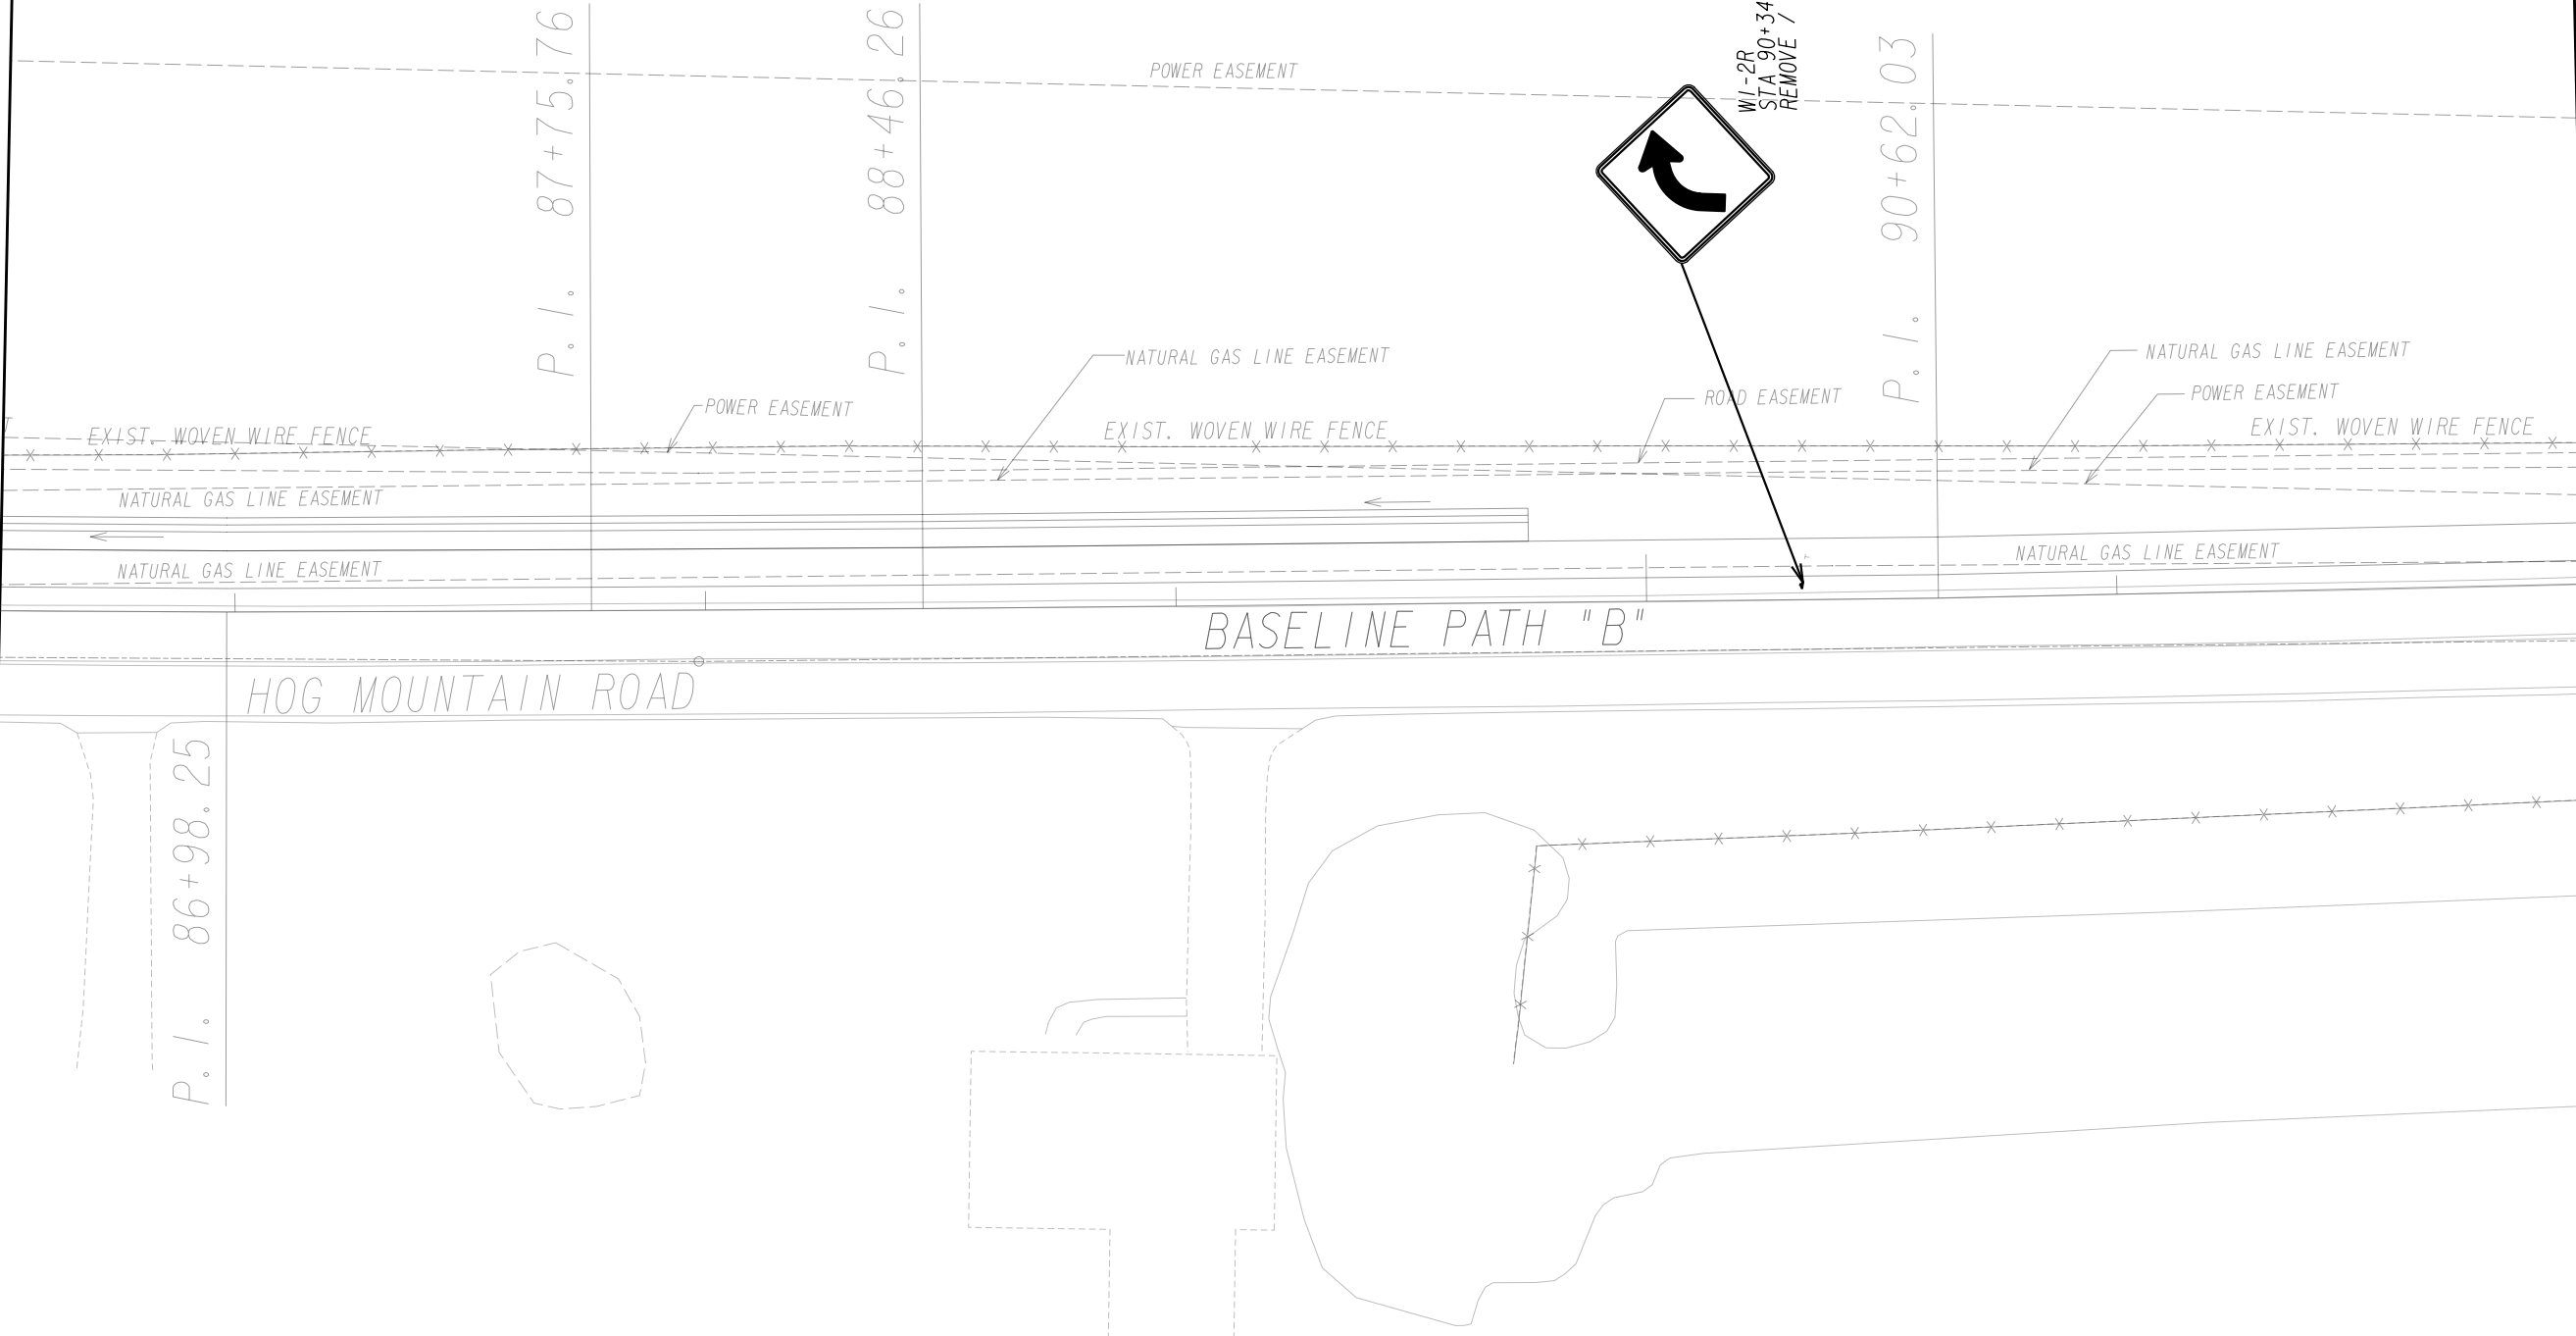 P.I. 87+75.76
P.I. 88+46.26
POWER EASEMENT
W1-2R
STA 90+34
REMOVE /
P.I. 90+62.03
NATURAL GAS LINE EASEMENT
NATURAL GAS LINE EASEMENT
POWER EASEMENT
ROAD EASEMENT
POWER EASEMENT
EXIST. WOVEN WIRE FENCE
EXIST. WOVEN WIRE FENCE
EXIST. WOVEN WIRE FENCE
NATURAL GAS LINE EASEMENT
NATURAL GAS LINE EASEMENT
NATURAL GAS LINE EASEMENT
BASELINE PATH "B"
HOG MOUNTAIN ROAD
P.I. 86+98.25